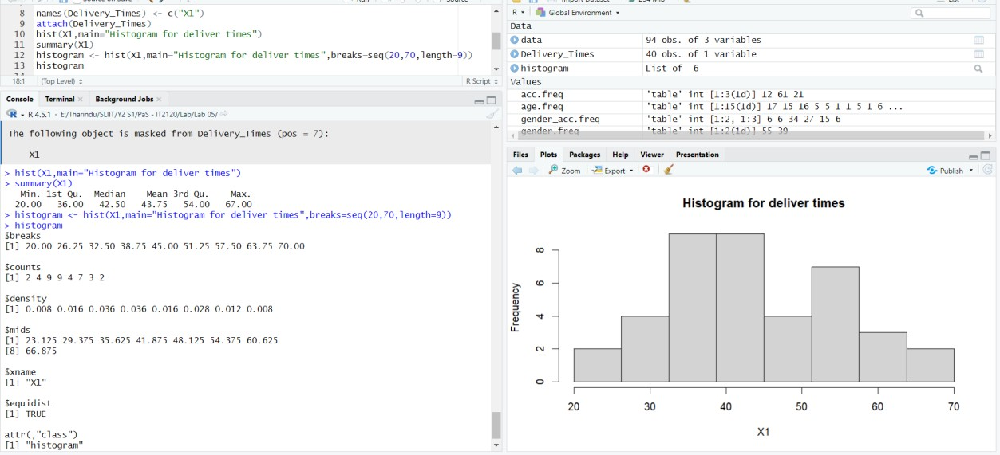 8 names(Delivery_Times) <- c("X1")
9 attach(Delivery_Times)
10 hist(X1,main="Histogram for deliver times")
11 summary(X1)
12 histogram <- hist(X1,main="Histogram for deliver times",breaks=seq(20,70,length=9))
13 histogram
18:1 (Top Level) R Script
Console Terminal Background Jobs
R 4.5.1 · E:/Tharindu/SLIIT/Y2 S1/PaS - IT2120/Lab/Lab 05/
The following object is masked from Delivery_Times (pos = 7):
X1
> hist(X1,main="Histogram for deliver times")
> summary(X1)
Min. 1st Qu. Median Mean 3rd Qu. Max.
20.00 36.00 42.50 43.75 54.00 67.00
> histogram <- hist(X1,main="Histogram for deliver times",breaks=seq(20,70,length=9))
> histogram
$breaks
[1] 20.00 26.25 32.50 38.75 45.00 51.25 57.50 63.75 70.00
$counts
[1] 2 4 9 9 4 7 3 2
$density
[1] 0.008 0.016 0.036 0.036 0.016 0.028 0.012 0.008
$mids
[1] 23.125 29.375 35.625 41.875 48.125 54.375 60.625
[8] 66.875
$xname
[1] "X1"
$equidist
[1] TRUE
attr(,"class")
[1] "histogram"
Import Dataset 254 MiB List
R Global Environment
Data
data 94 obs. of 3 variables
Delivery_Times 40 obs. of 1 variable
histogram List of 6
Values
acc.freq 'table' int [1:3(1d)] 12 61 21
age.freq 'table' int [1:15(1d)] 17 15 16 5 5 1 1 5 1 6 ...
gender_acc.freq 'table' int [1:2, 1:3] 6 6 34 27 15 6
gender.freq 'table' int [1:2(1d)] 55 39
Files Plots Packages Help Viewer Presentation
Zoom Export Publish
Histogram for deliver times
Frequency
8
6
4
2
0
20 30 40 50 60 70
X1